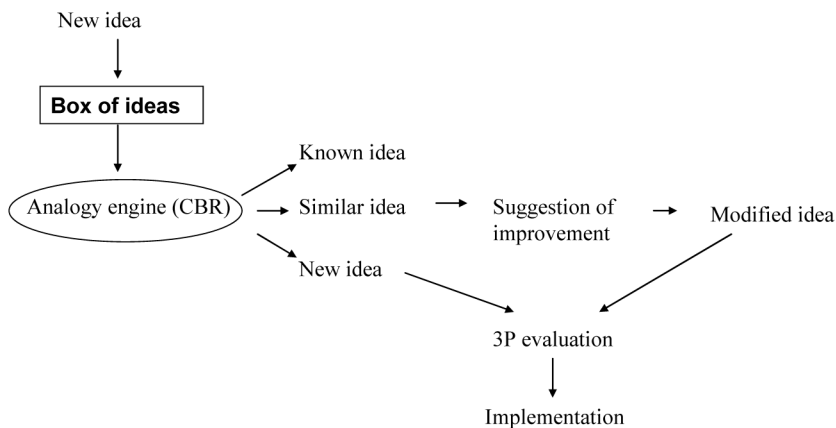 New idea
Box of ideas
Analogy engine (CBR)
Known idea
Similar idea
New idea
Suggestion of
improvement
Modified idea
3P evaluation
Implementation